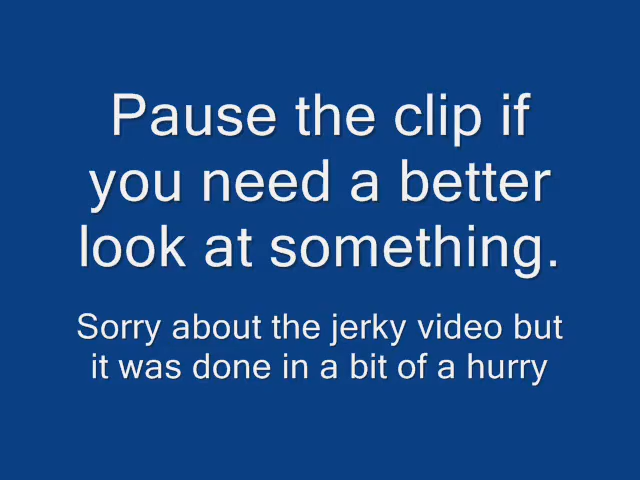 Pause the clip if
you need a better
look at something.
Sorry about the jerky video but
it was done in a bit of a hurry